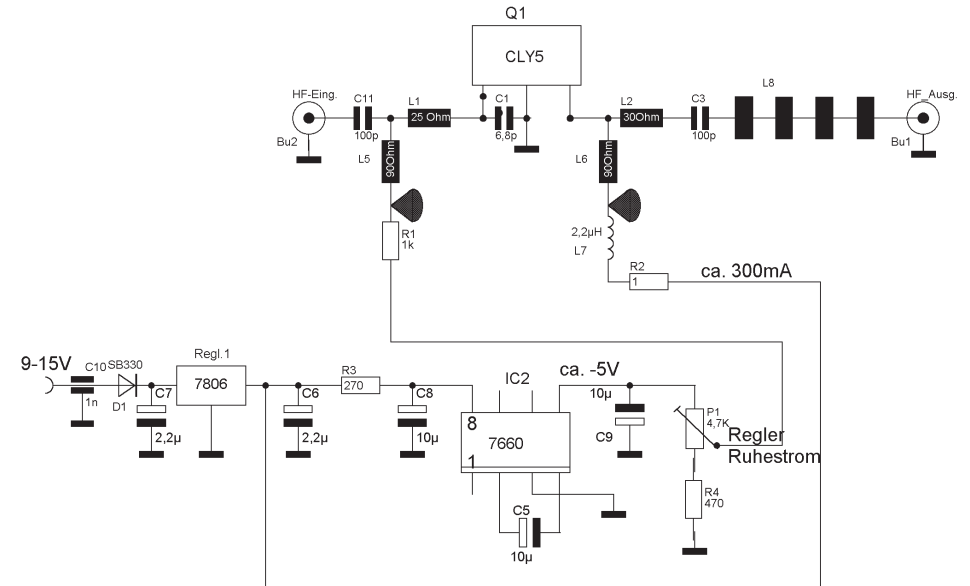 Q1
CLY5
HF-Eing.
C11
L1
C1
L2
C3
L8
HF_Ausg.
25 Ohm
30Ohm
100p
6,8p
100p
Bu2
Bu1
L5
90Ohm
L6
90Ohm
R1
1k
2,2µH
L7
R2
1
ca. 300mA
9-15V
C10
SB330
Regl.1
7806
C7
D1
1n
2,2µ
C6
2,2µ
R3
270
C8
10µ
IC2
ca. -5V
8
7660
1
10µ
C9
P1
4,7K
Regler
Ruhestrom
R4
470
C5
10µ